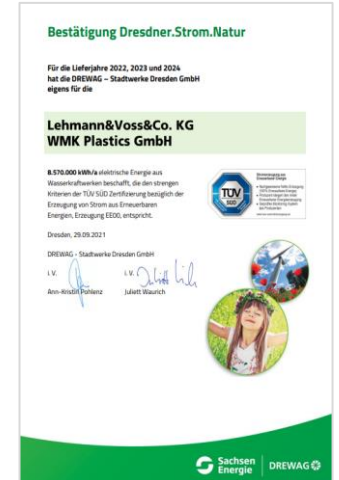 Bestätigung Dresdner.Strom.Natur
Für die Lieferjahre 2022, 2023 und 2024
hat die DREWAG – Stadtwerke Dresden GmbH
eigens für die
Lehmann&Voss&Co. KG
WMK Plastics GmbH
8.570.000 kWh/a elektrische Energie aus
Wasserkraftwerken beschafft, die den strengen
Kriterien der TÜV SÜD Zertifizierung bezüglich der
Erzeugung von Strom aus Erneuerbaren
Energien, Erzeugung EE00, entspricht.
TÜV
SÜD
Dresden, 29.09.2021
DREWAG - Stadtwerke Dresden GmbH
i. V.
i. V.
Ann-Kristin Pohlenz
Juliett Waurich
Sachsen
Energie
DREWAG